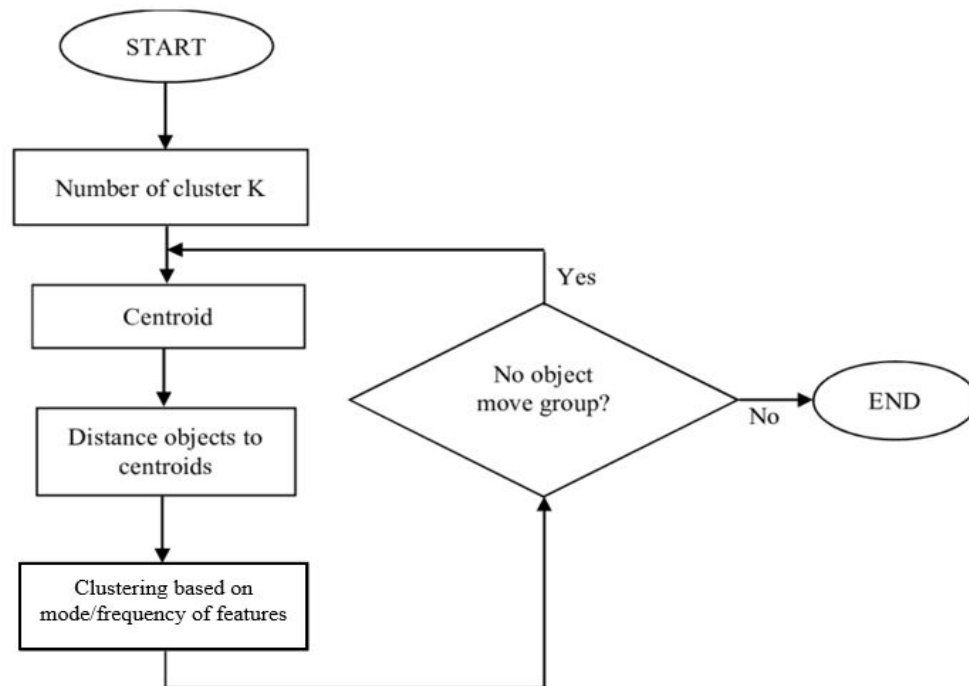 START
Number of cluster K
Centroid
Distance objects to
centroids
Clustering based on
mode/frequency of features
No object
move group?
Yes
No
END